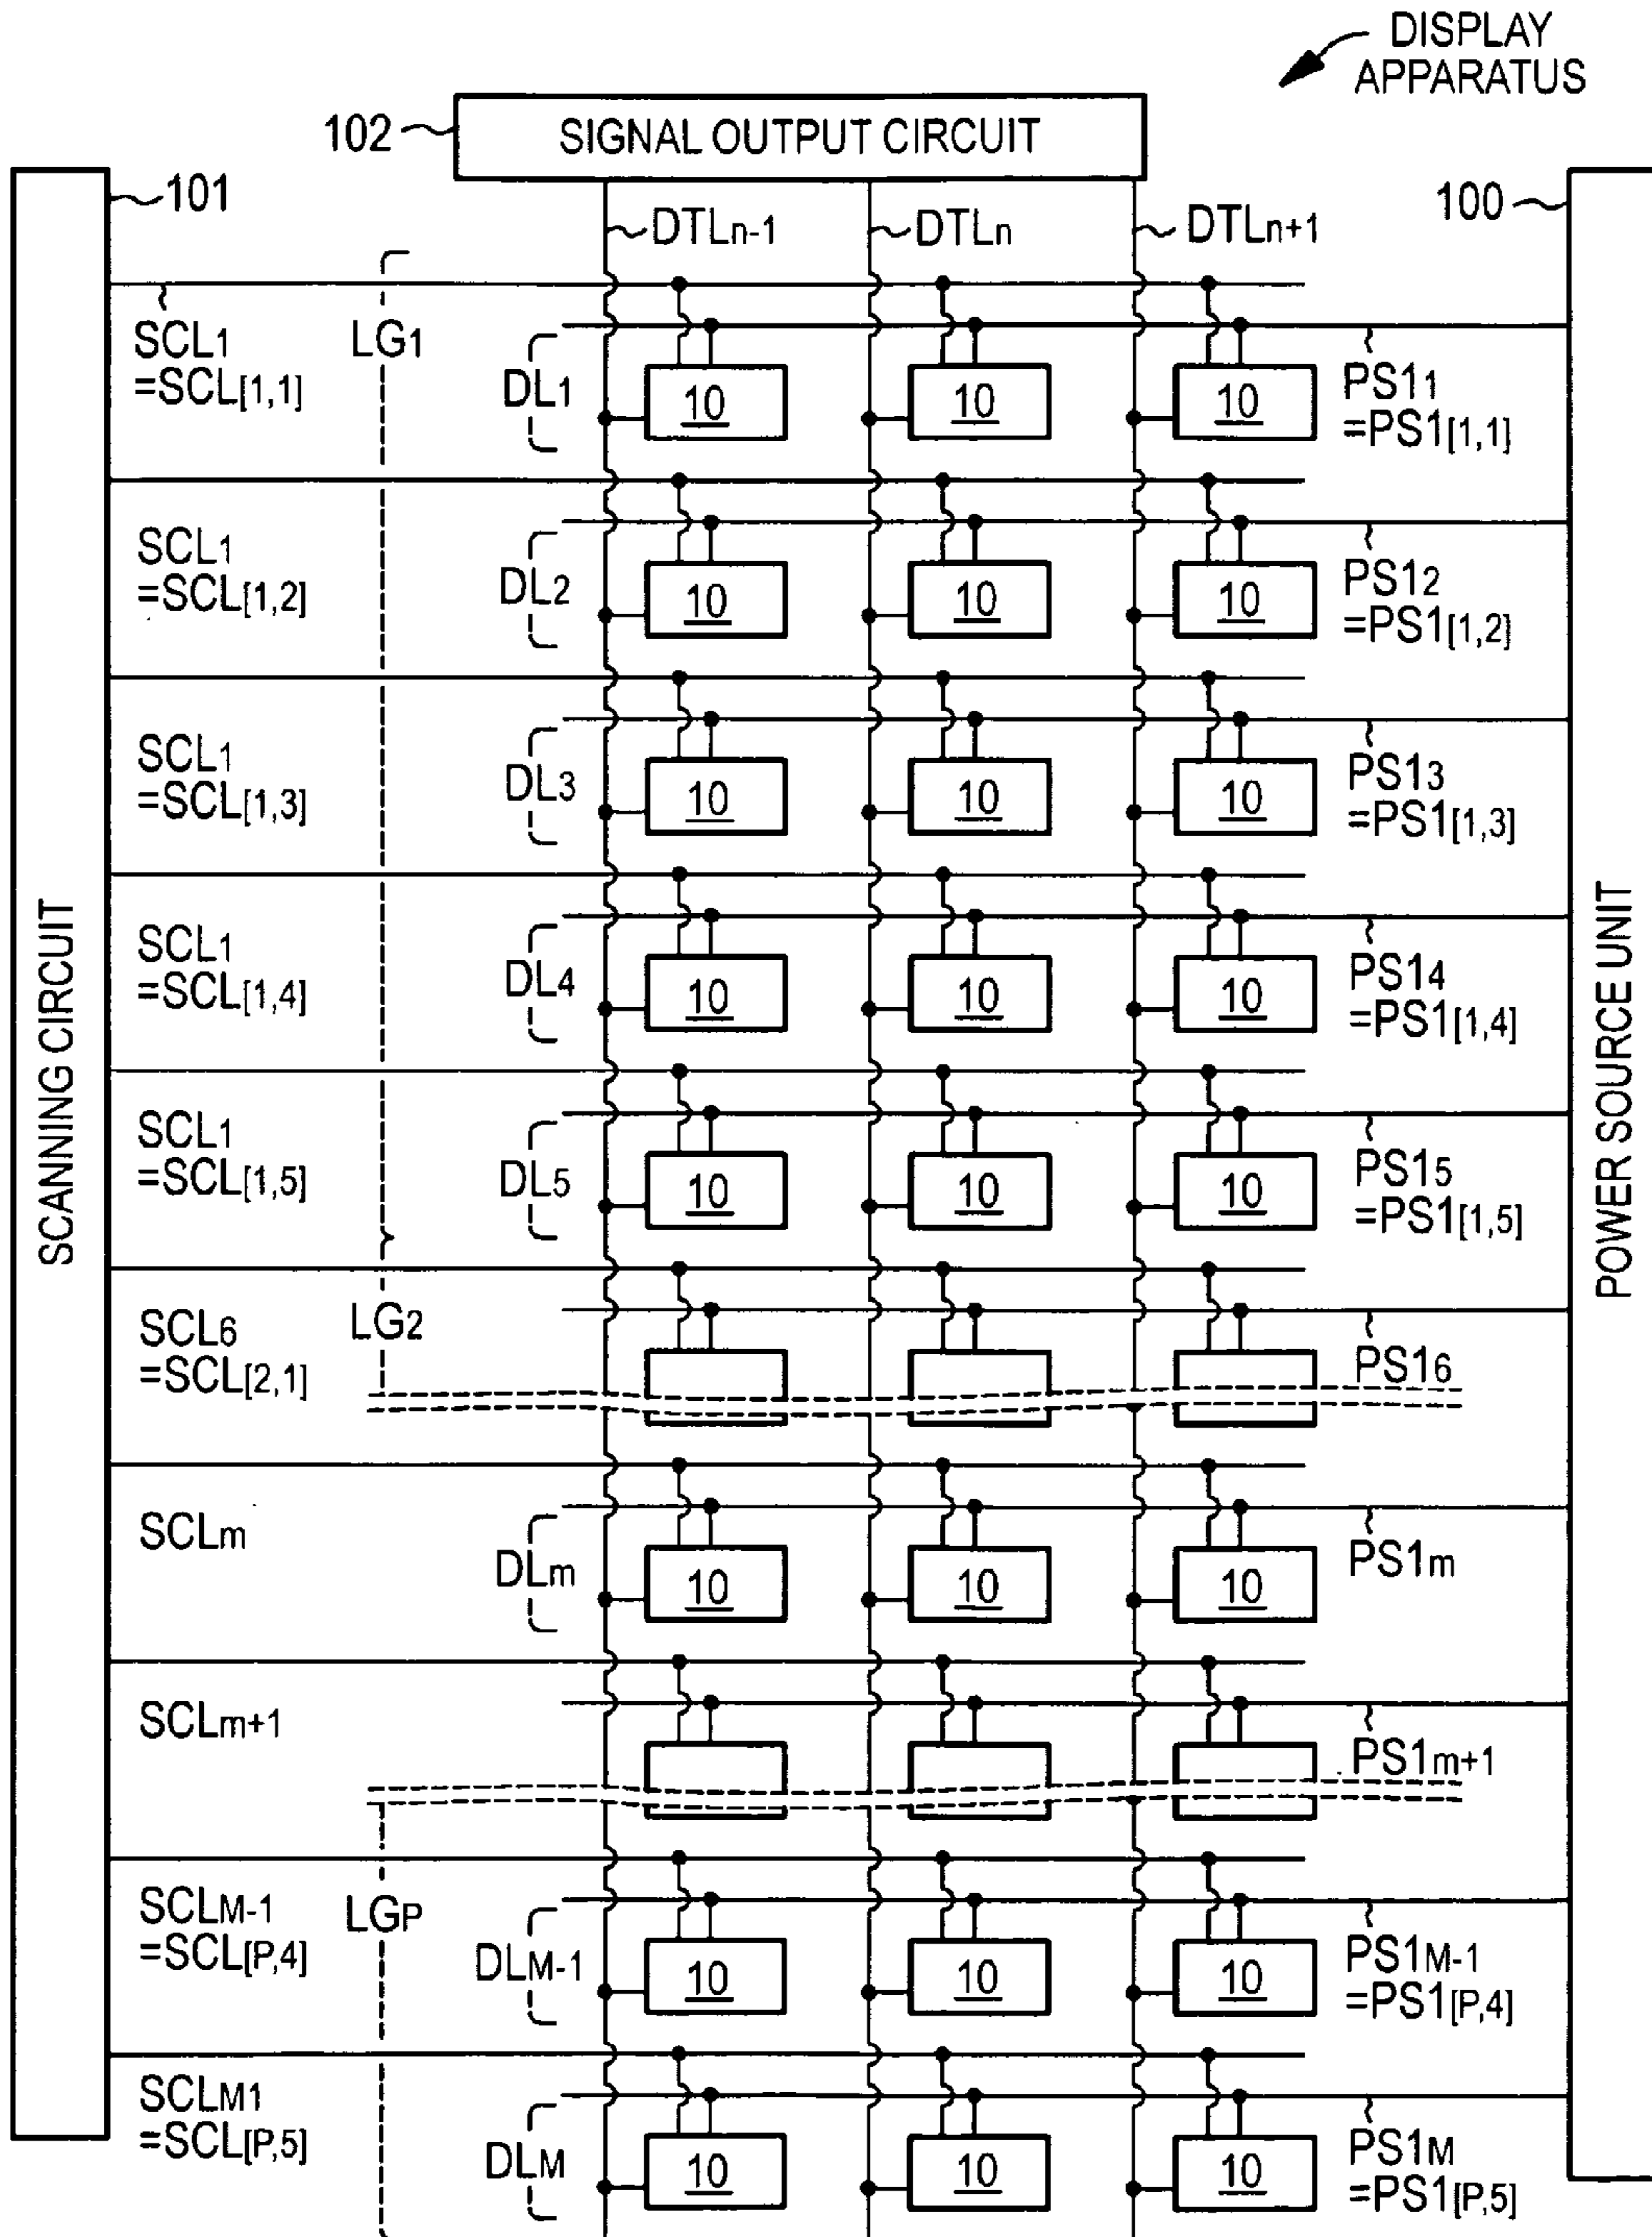 DISPLAY
APPARATUS
102
SIGNAL OUTPUT CIRCUIT
101
100
DTLn-1
DTLn
DTLn+1
SCANNING CIRCUIT
POWER SOURCE UNIT
SCL1
=SCL[1,1]
LG1
DL1
10
10
10
PS11
=PS1[1,1]
SCL1
=SCL[1,2]
DL2
10
10
10
PS12
=PS1[1,2]
SCL1
=SCL[1,3]
DL3
10
10
10
PS13
=PS1[1,3]
SCL1
=SCL[1,4]
DL4
10
10
10
PS14
=PS1[1,4]
SCL1
=SCL[1,5]
DL5
10
10
10
PS15
=PS1[1,5]
SCL6
=SCL[2,1]
LG2
PS16
SCLm
DLm
10
10
10
PS1m
SCLm+1
PS1m+1
SCLM-1
=SCL[P,4]
LGP
DLM-1
10
10
10
PS1M-1
=PS1[P,4]
SCLM1
=SCL[P,5]
DLM
10
10
10
PS1M
=PS1[P,5]